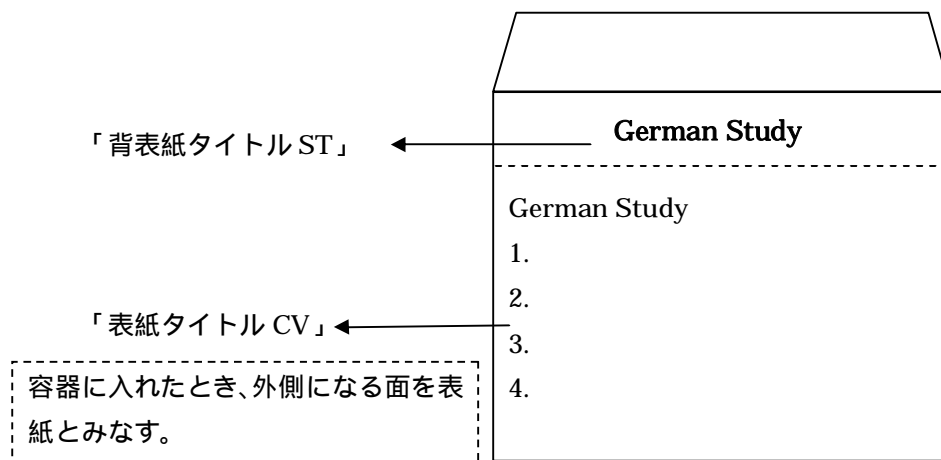 German Study
「背表紙タイトル ST」
German Study
1.
2.
「表紙タイトル CV」
3.
4.
容器に入れたとき、外側になる面を表
紙とみなす。